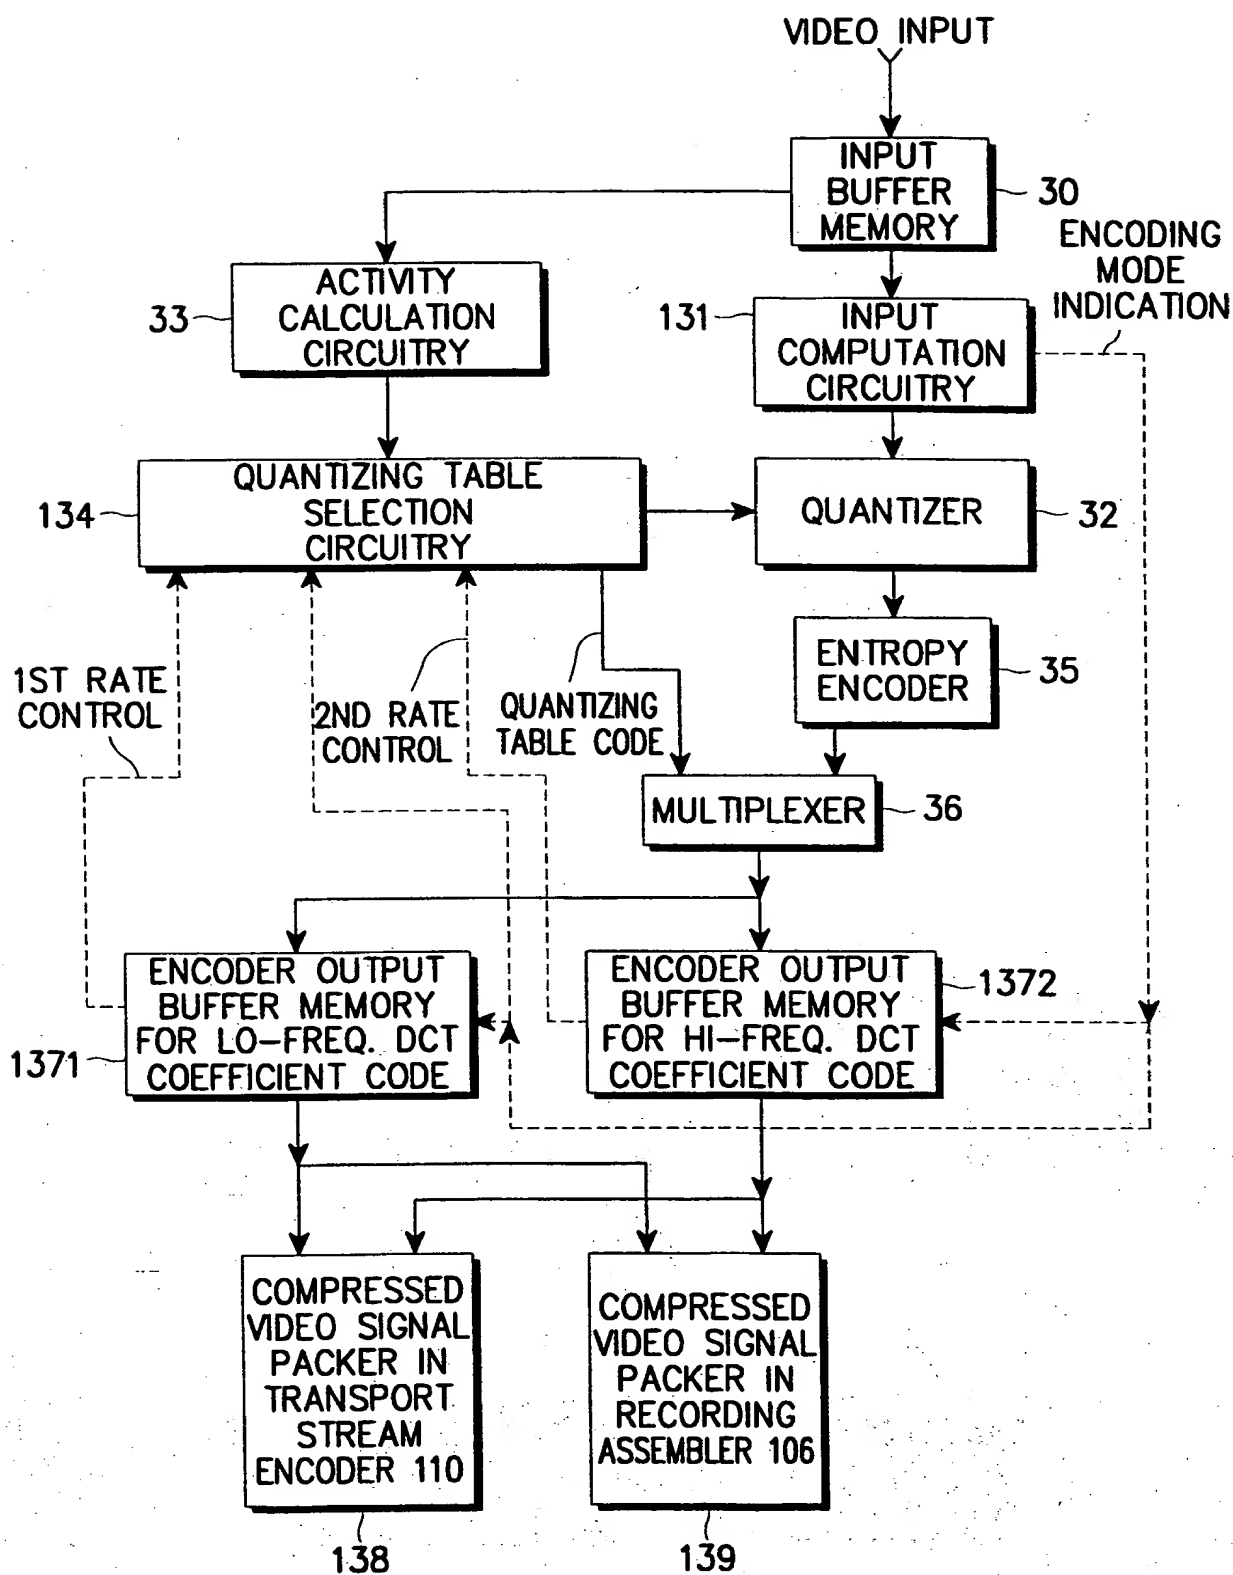 VIDEO INPUT
INPUT
BUFFER
MEMORY
30
ENCODING
MODE
INDICATION
ACTIVITY
CALCULATION
CIRCUITRY
33
131
INPUT
COMPUTATION
CIRCUITRY
134
QUANTIZING TABLE
SELECTION
CIRCUITRY
QUANTIZER
32
ENTROPY
ENCODER
35
1ST RATE
CONTROL
2ND RATE
CONTROL
QUANTIZING
TABLE CODE
MULTIPLEXER
36
ENCODER OUTPUT
BUFFER MEMORY
FOR LO-FREQ. DCT
COEFFICIENT CODE
1371
ENCODER OUTPUT
BUFFER MEMORY
FOR HI-FREQ. DCT
COEFFICIENT CODE
1372
COMPRESSED
VIDEO SIGNAL
PACKER IN
TRANSPORT
STREAM
ENCODER 110
138
COMPRESSED
VIDEO SIGNAL
PACKER IN
RECORDING
ASSEMBLER 106
139